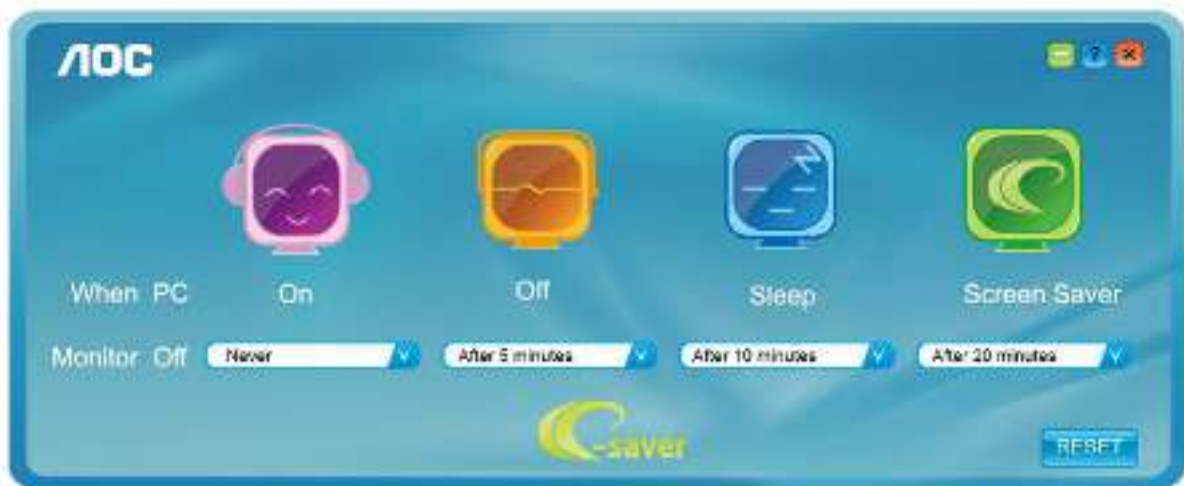 AOC
?
When PC On Off Sleep Screen Saver
Monitor Off Never After 5 minutes After 10 minutes After 20 minutes
e-saver
RESET